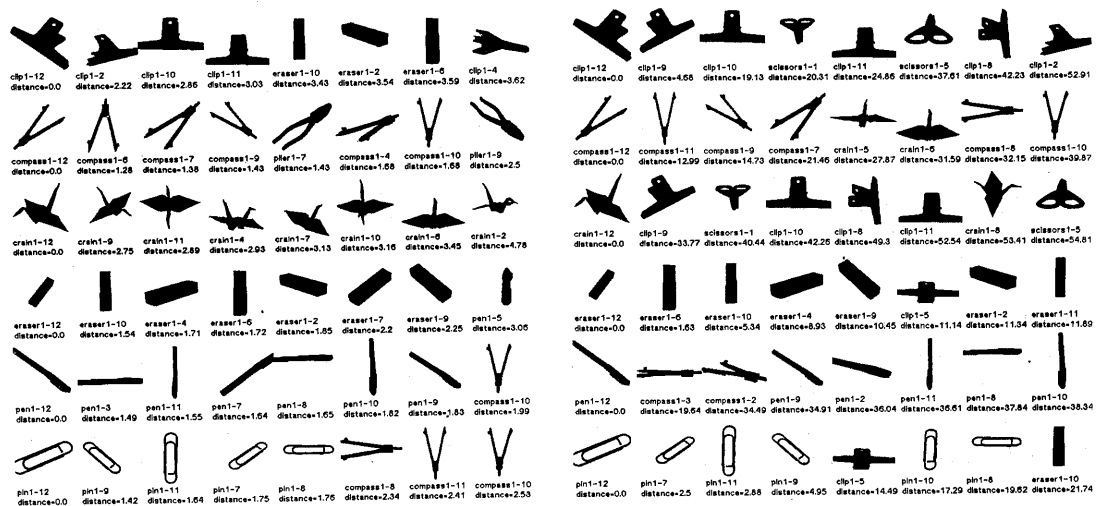 clip1-12 clip1-2 clip1-10 clip1-11 eraser1-10 eraser1-2 eraser1-6 clip1-4
distance=0.0 distance=2.22 distance=2.86 distance=3.03 distance=3.43 distance=3.54 distance=3.59 distance=3.62
compass1-12 compass1-6 compass1-7 compass1-9 plier1-7 compass1-4 compass1-10 plier1-9
distance=0.0 distance=1.28 distance=1.38 distance=1.43 distance=1.43 distance=1.68 distance=1.68 distance=2.5
crain1-12 crain1-9 crain1-11 crain1-4 crain1-7 crain1-10 crain1-6 crain1-2
distance=0.0 distance=2.75 distance=2.89 distance=2.93 distance=3.13 distance=3.16 distance=3.45 distance=4.78
eraser1-12 eraser1-10 eraser1-4 eraser1-6 eraser1-2 eraser1-7 eraser1-9 pen1-5
distance=0.0 distance=1.54 distance=1.71 distance=1.72 distance=1.85 distance=2.2 distance=2.25 distance=3.06
pen1-12 pen1-3 pen1-11 pen1-7 pen1-8 pen1-10 pen1-9 compass1-10
distance=0.0 distance=1.49 distance=1.55 distance=1.64 distance=1.65 distance=1.82 distance=1.83 distance=1.99
pin1-12 pin1-9 pin1-11 pin1-7 pin1-8 compass1-8 compass1-11 compass1-10
distance=0.0 distance=1.42 distance=1.64 distance=1.75 distance=1.76 distance=2.34 distance=2.41 distance=2.53
clip1-12 clip1-9 clip1-10 scissors1-1 clip1-11 scissors1-5 clip1-8 clip1-2
distance=0.0 distance=4.68 distance=19.13 distance=20.31 distance=24.86 distance=37.61 distance=42.23 distance=52.91
compass1-12 compass1-11 compass1-9 compass1-7 crain1-5 crain1-6 compass1-8 compass1-10
distance=0.0 distance=12.99 distance=14.73 distance=21.46 distance=27.87 distance=31.59 distance=32.15 distance=39.87
crain1-12 clip1-9 scissors1-1 clip1-10 clip1-8 clip1-11 crain1-8 scissors1-5
distance=0.0 distance=33.77 distance=40.44 distance=42.26 distance=49.3 distance=52.54 distance=53.41 distance=54.81
eraser1-12 eraser1-6 eraser1-10 eraser1-4 eraser1-9 clip1-5 eraser1-2 eraser1-11
distance=0.0 distance=1.63 distance=5.34 distance=8.93 distance=10.45 distance=11.14 distance=11.34 distance=11.89
pen1-12 compass1-3 compass1-2 pen1-9 pen1-2 pen1-11 pen1-8 pen1-10
distance=0.0 distance=19.64 distance=34.49 distance=34.91 distance=36.04 distance=36.61 distance=37.84 distance=38.34
pin1-12 pin1-7 pin1-11 pin1-9 clip1-5 pin1-10 pin1-8 eraser1-10
distance=0.0 distance=2.5 distance=2.88 distance=4.95 distance=14.49 distance=17.29 distance=19.62 distance=21.74